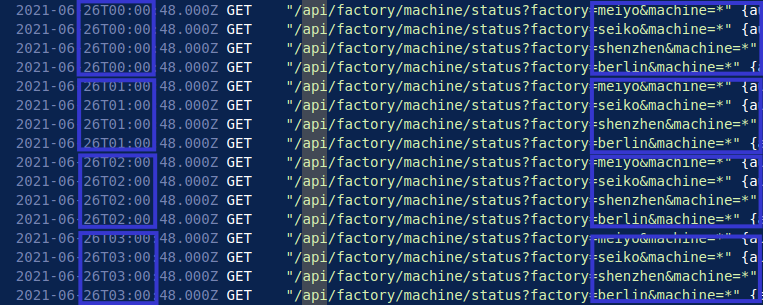 2021-06-26T00:00:48.000Z GET "/api/factory/machine/status?factory=meiyo&machine=*" {a
2021-06-26T00:00:48.000Z GET "/api/factory/machine/status?factory=seiko&machine=*" {a
2021-06-26T00:00:48.000Z GET "/api/factory/machine/status?factory=shenzhen&machine=*"
2021-06-26T00:00:48.000Z GET "/api/factory/machine/status?factory=berlin&machine=*" {a
2021-06-26T01:00:48.000Z GET "/api/factory/machine/status?factory=meiyo&machine=*" {a
2021-06-26T01:00:48.000Z GET "/api/factory/machine/status?factory=seiko&machine=*" {a
2021-06-26T01:00:48.000Z GET "/api/factory/machine/status?factory=shenzhen&machine=*"
2021-06-26T01:00:48.000Z GET "/api/factory/machine/status?factory=berlin&machine=*" {a
2021-06-26T02:00:48.000Z GET "/api/factory/machine/status?factory=meiyo&machine=*" {a
2021-06-26T02:00:48.000Z GET "/api/factory/machine/status?factory=seiko&machine=*" {a
2021-06-26T02:00:48.000Z GET "/api/factory/machine/status?factory=shenzhen&machine=*"
2021-06-26T02:00:48.000Z GET "/api/factory/machine/status?factory=berlin&machine=*" {a
2021-06-26T03:00:48.000Z GET "/api/factory/machine/status?factory=meiyo&machine=*" {a
2021-06-26T03:00:48.000Z GET "/api/factory/machine/status?factory=seiko&machine=*" {a
2021-06-26T03:00:48.000Z GET "/api/factory/machine/status?factory=shenzhen&machine=*"
2021-06-26T03:00:48.000Z GET "/api/factory/machine/status?factory=berlin&machine=*" {a